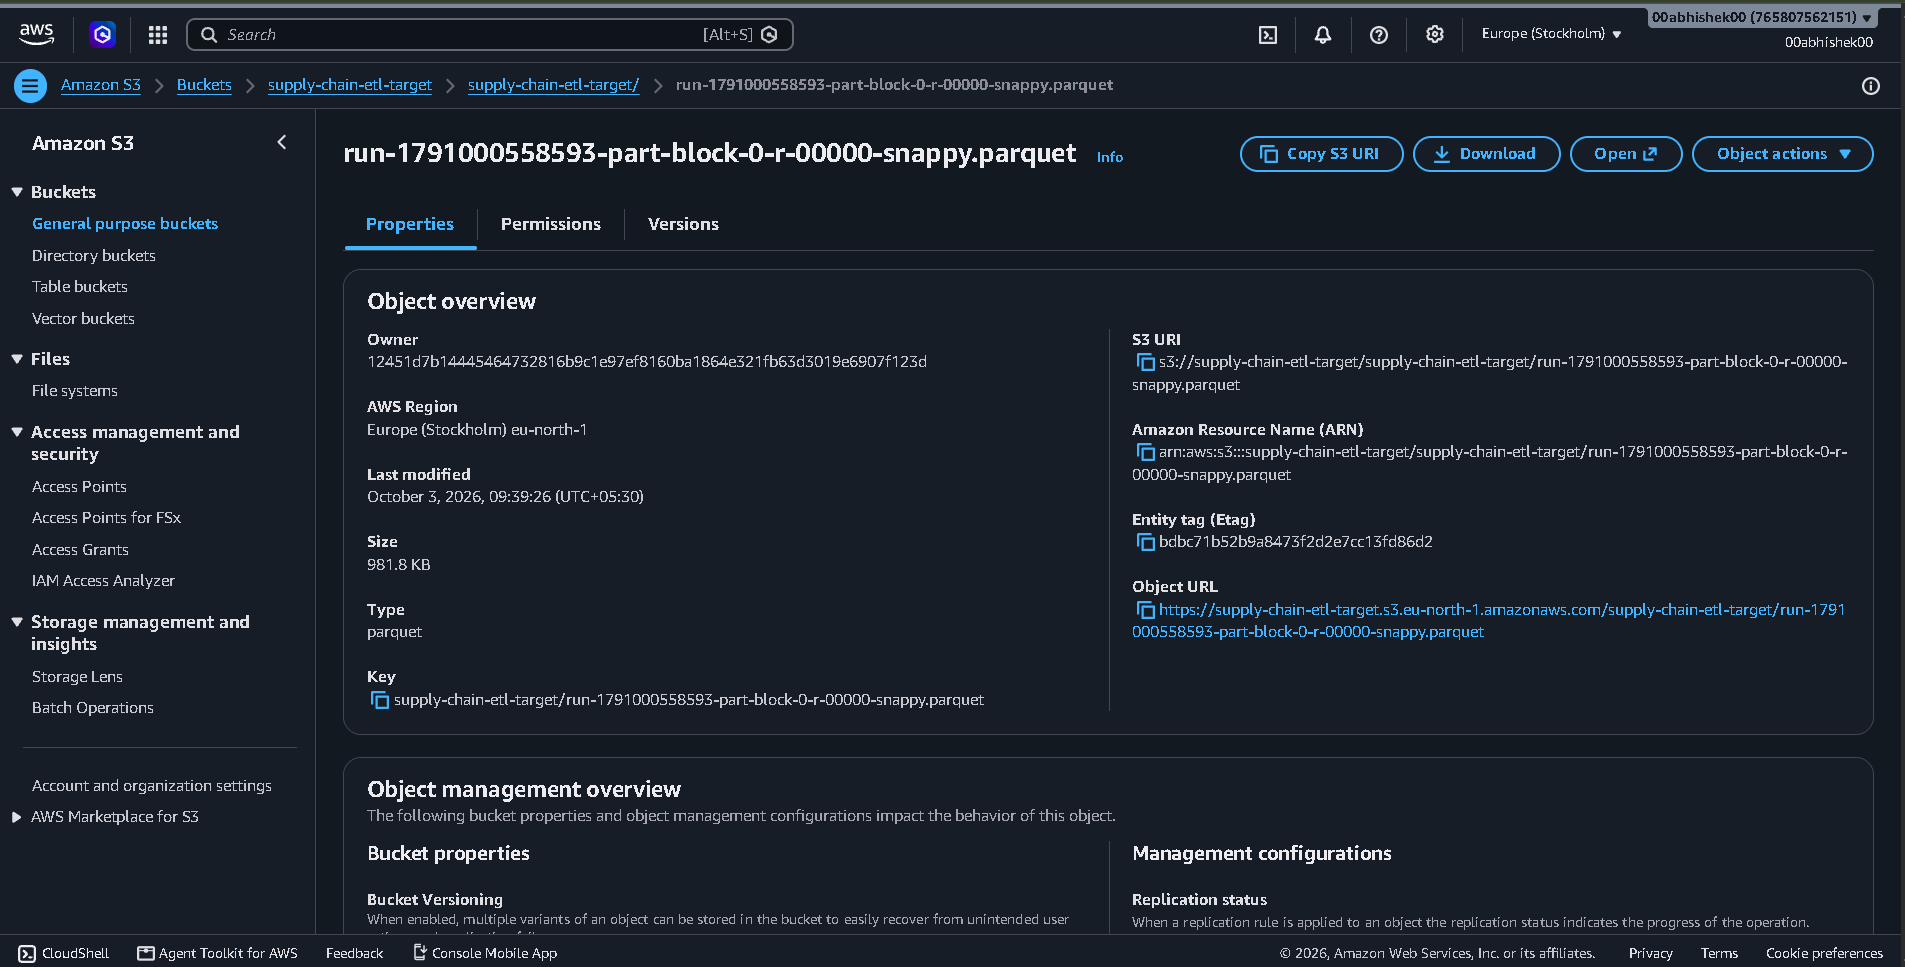 aws
Search
[Alt+S]
Europe (Stockholm)
00abhishek00 (765807562151)
00abhishek00
Amazon S3
Buckets
supply-chain-etl-target
supply-chain-etl-target/
run-1791000558593-part-block-0-r-00000-snappy.parquet
Amazon S3
Buckets
General purpose buckets
Directory buckets
Table buckets
Vector buckets
Files
File systems
Access management and
security
Access Points
Access Points for FSx
Access Grants
IAM Access Analyzer
Storage management and
insights
Storage Lens
Batch Operations
Account and organization settings
AWS Marketplace for S3
run-1791000558593-part-block-0-r-00000-snappy.parquet
Info
Copy S3 URI
Download
Open
Object actions
Properties
Permissions
Versions
Object overview
Owner
12451d7b14445464732816b9c1e97ef8160ba1864e321fb63d3019e6907f123d
AWS Region
Europe (Stockholm) eu-north-1
Last modified
October 3, 2026, 09:39:26 (UTC+05:30)
Size
981.8 KB
Type
parquet
Key
supply-chain-etl-target/run-1791000558593-part-block-0-r-00000-snappy.parquet
S3 URI
s3://supply-chain-etl-target/supply-chain-etl-target/run-1791000558593-part-block-0-r-00000-
snappy.parquet
Amazon Resource Name (ARN)
arn:aws:s3:::supply-chain-etl-target/supply-chain-etl-target/run-1791000558593-part-block-0-r-
00000-snappy.parquet
Entity tag (Etag)
bdbc71b52b9a8473f2d2e7cc13fd86d2
Object URL
https://supply-chain-etl-target.s3.eu-north-1.amazonaws.com/supply-chain-etl-target/run-1791
000558593-part-block-0-r-00000-snappy.parquet
Object management overview
The following bucket properties and object management configurations impact the behavior of this object.
Bucket properties
Bucket Versioning
When enabled, multiple variants of an object can be stored in the bucket to easily recover from unintended user
Management configurations
Replication status
When a replication rule is applied to an object the replication status indicates the progress of the operation.
CloudShell
Agent Toolkit for AWS
Feedback
Console Mobile App
© 2026, Amazon Web Services, Inc. or its affiliates.
Privacy
Terms
Cookie preferences